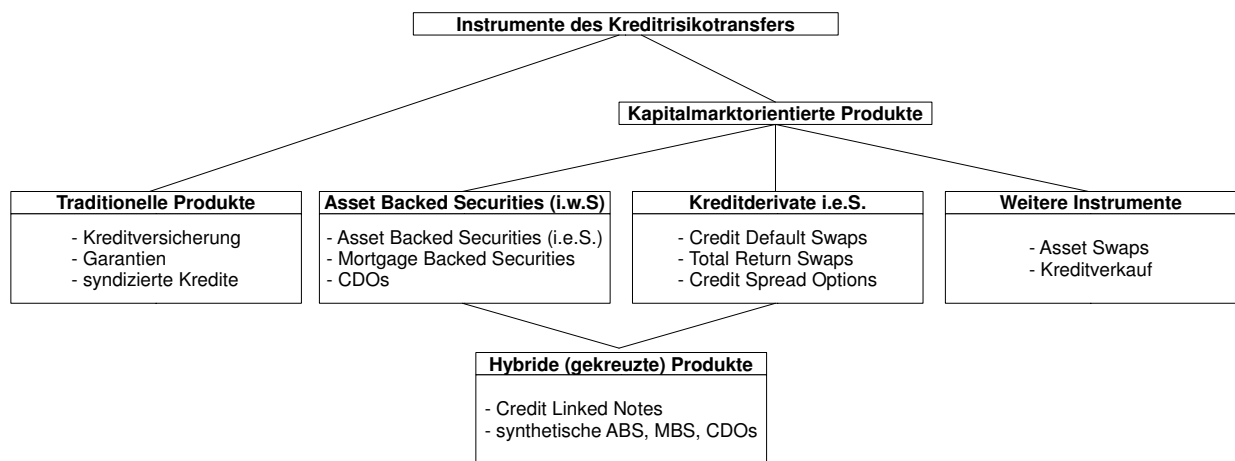 Instrumente des Kreditrisikotransfers
Kapitalmarktorientierte Produkte
Traditionelle Produkte
- Kreditversicherung
- Garantien
- syndizierte Kredite
Asset Backed Securities (i.w.S)
- Asset Backed Securities (i.e.S.)
- Mortgage Backed Securities
- CDOs
Kreditderivate i.e.S.
- Credit Default Swaps
- Total Return Swaps
- Credit Spread Options
Weitere Instrumente
- Asset Swaps
- Kreditverkauf
Hybride (gekreuzte) Produkte
- Credit Linked Notes
- synthetische ABS, MBS, CDOs